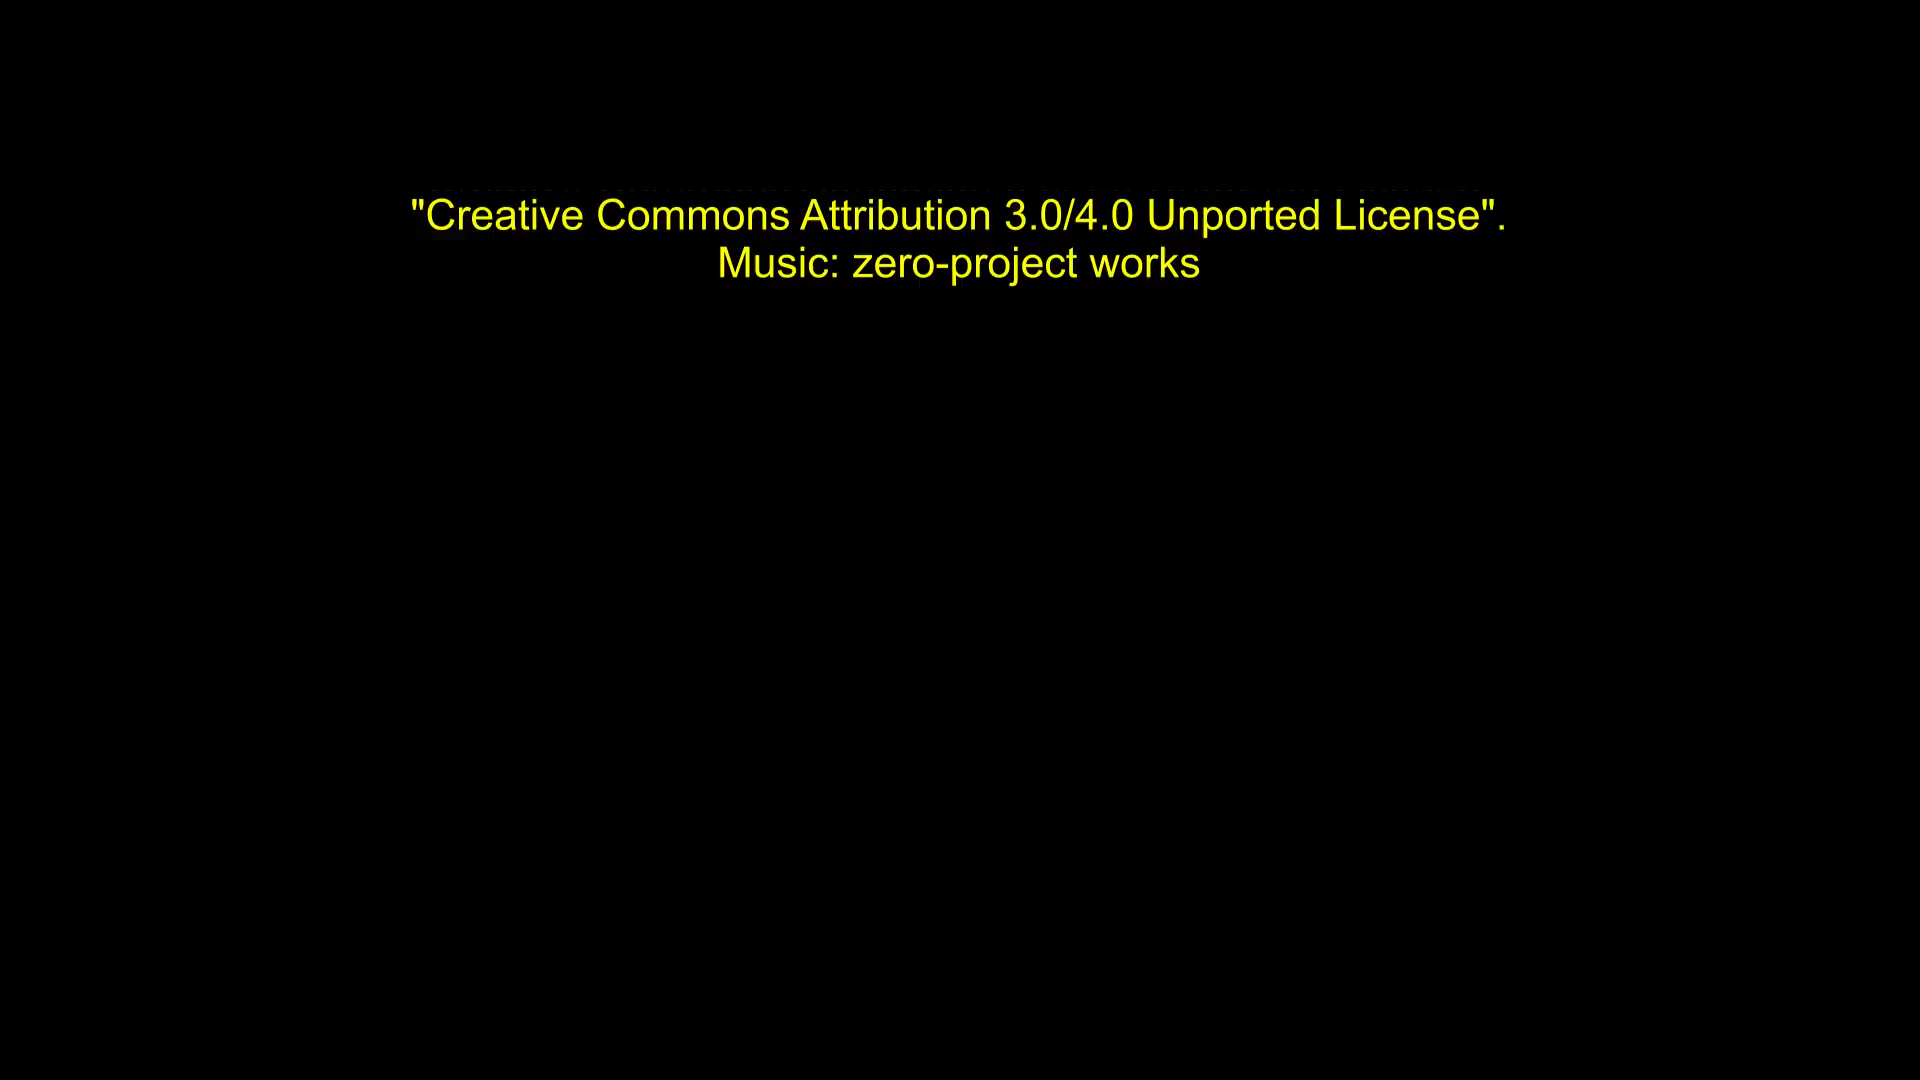 "Creative Commons Attribution 3.0/4.0 Unported License".
Music: zero-project works